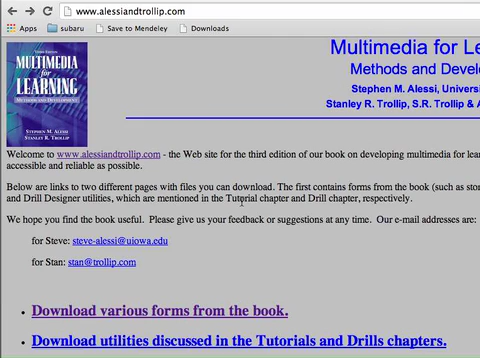 www.alessiandtrollip.com
Apps subaru Save to Mendeley Downloads
THIRD EDITION
MULTIMEDIA
for
LEARNING
METHODS AND DEVELOPMENT
STEPHEN M. ALESSI
STANLEY R. TROLLIP
Multimedia for Le
Methods and Develo
Stephen M. Alessi, Universi
Stanley R. Trollip, S.R. Trollip & A
Welcome to www.alessiandtrollip.com - the Web site for the third edition of our book on developing multimedia for lea
accessible and reliable as possible.
Below are links to two different pages with files you can download. The first contains forms from the book (such as stor
and Drill Designer utilities, which are mentioned in the Tutorial chapter and Drill chapter, respectively.
We hope you find the book useful. Please give us your feedback or suggestions at any time. Our e-mail addresses are:
for Steve: steve-alessi@uiowa.edu
for Stan: stan@trollip.com
• Download various forms from the book.
• Download utilities discussed in the Tutorials and Drills chapters.